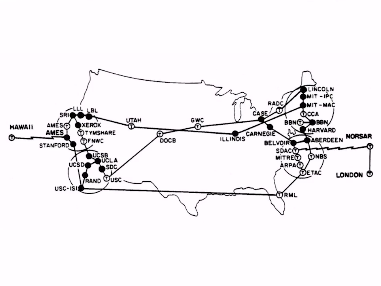 LLL
LBL
SRI
AMES
XEROX
AMES
TYMSHARE
FNWC
STANFORD
HAWAII
UCSB
UCLA
UCSD
SDC
RAND
USC
USC-ISI
UTAH
DOCB
GWC
ILLINOIS
CASE
CARNEGIE
RADC
LINCOLN
MIT-IPC
MIT-MAC
CCA
BBN
BBN
HARVARD
ABERDEEN
BELVOIR
SDAC
NORSAR
MITRE
NBS
ARPA
ETAC
LONDON
RML